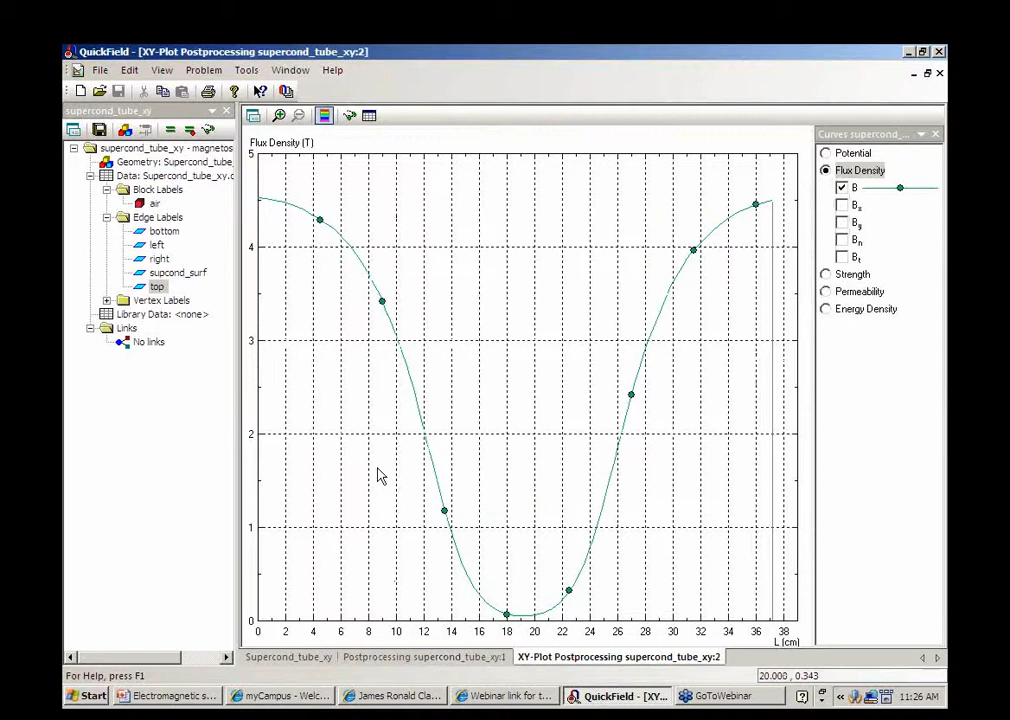 QuickField - [XY-Plot Postprocessing supercond_tube_xy:2]
File Edit View Problem Tools Window Help
supercond_tube_xy
supercond_tube_xy - magnetos
Geometry: Supercond_tube_
Data: Supercond_tube_xy.c
Block Labels
air
Edge Labels
bottom
left
right
supcond_surf
top
Vertex Labels
Library Data: <none>
Links
No links
Flux Density (T)
5
4
3
2
1
0
0 2 4 6 8 10 12 14 16 18 20 22 24 26 28 30 32 34 36 38
L (cm)
Curves supercond_...
Potential
Flux Density
B
Bx
By
Bn
Bt
Strength
Permeability
Energy Density
Supercond_tube_xy Postprocessing supercond_tube_xy:1 XY-Plot Postprocessing supercond_tube_xy:2
For Help, press F1
20.000 , 0.343
Start Electromagnetic s... myCampus - Welc... James Ronald Cla... Webinar link for t... QuickField - [XY... GoToWebinar 11:26 AM